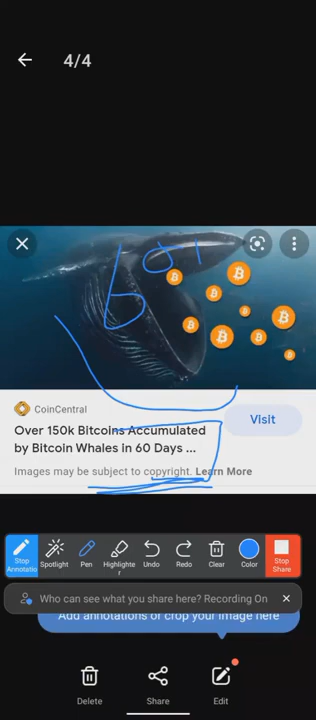 4/4
CoinCentral
Over 150k Bitcoins Accumulated
by Bitcoin Whales in 60 Days ...
Visit
Images may be subject to copyright. Learn More
Stop Annotatio
Spotlight
Pen
Highlighter
Undo
Redo
Clear
Color
Stop Share
Who can see what you share here? Recording On
Add annotations or crop your image here
Delete
Share
Edit